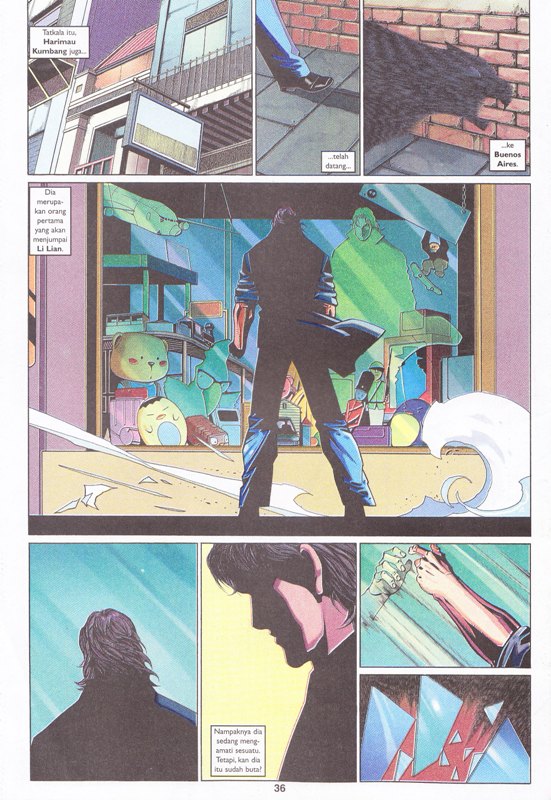 Tatkala itu,
Harimau
Kumbang juga...
...telah
datang...
...ke
Buenos
Aires.
Dia
merupa-
kan orang
pertama
yang akan
menjumpai
Li Lian.
Nampaknya dia
sedang meng-
amati sesuatu.
Tetapi, kan dia
itu sudah buta?
36